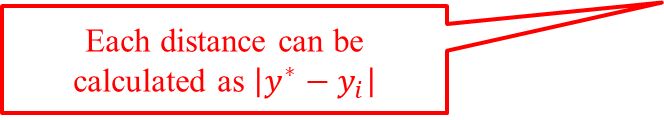 Each distance can be
calculated as |y* − yᵢ|